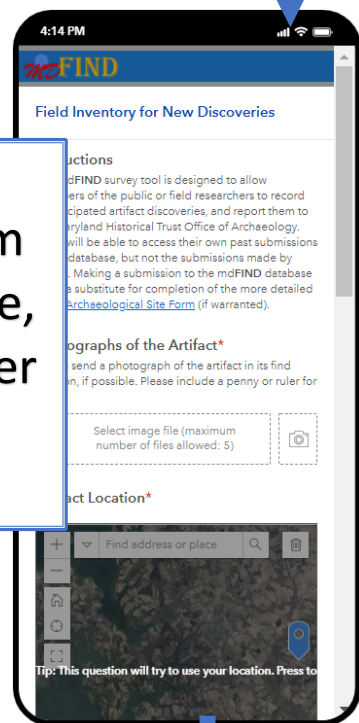 4:14 PM
mdFIND
Field Inventory for New Discoveries
uctions
dFIND survey tool is designed to allow
ers of the public or field researchers to record
cipated artifact discoveries, and report them to
aryland Historical Trust Office of Archaeology.
will be able to access their own past submissions
database, but not the submissions made by
. Making a submission to the mdFIND database
a substitute for completion of the more detailed
Archaeological Site Form (if warranted).
m
e,
er
ographs of the Artifact*
send a photograph of the artifact in its find
n, if possible. Please include a penny or ruler for
Select image file (maximum
number of files allowed: 5)
act Location*
Find address or place
Tip: This question will try to use your location. Press to